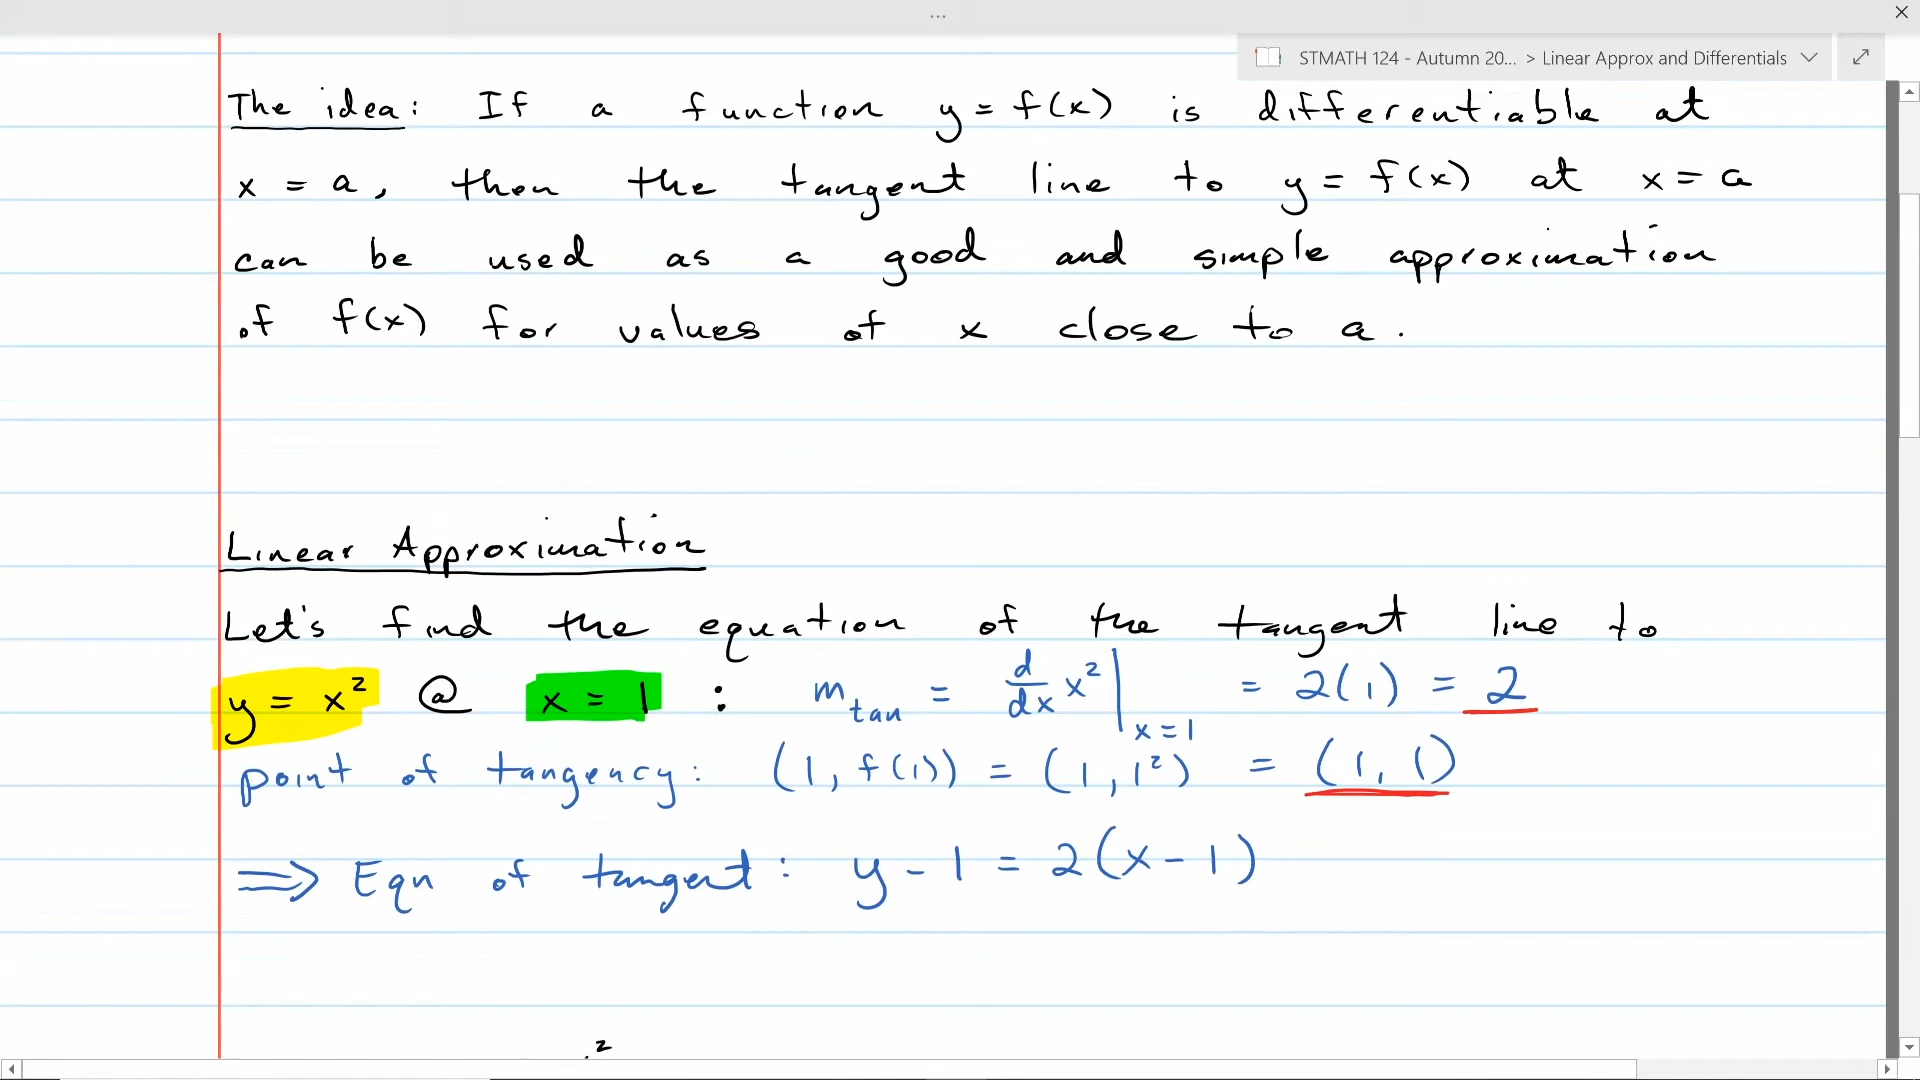 STMATH 124 - Autumn 20... > Linear Approx and Differentials
The idea: If a function y = f(x) is differentiable at
x = a, then the tangent line to y = f(x) at x = a
can be used as a good and simple approximation
of f(x) for values of x close to a.
Linear Approximation
Let's find the equation of the tangent line to
y = x² @ x = 1 : m_tan = d/dx x² |_{x=1} = 2(1) = 2
point of tangency: (1, f(1)) = (1, 1²) = (1, 1)
⟹ Eqn of tangent: y - 1 = 2(x - 1)
2